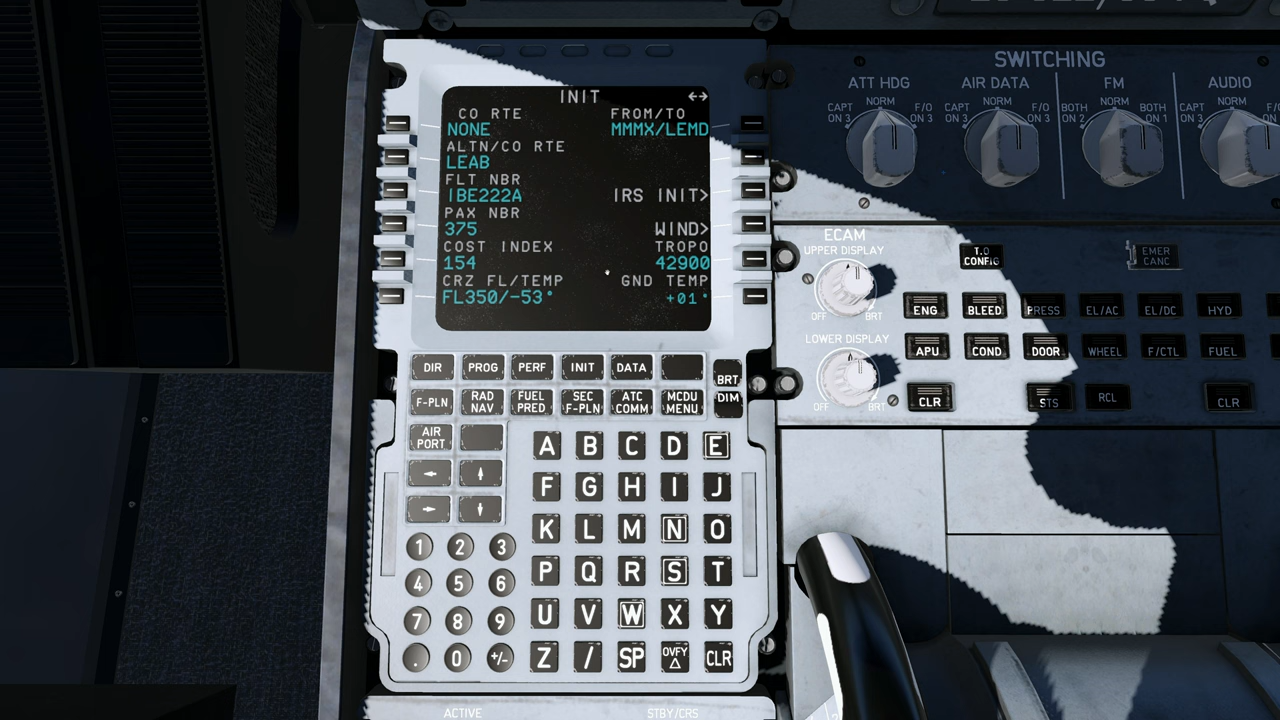 INIT ↔
CO RTE FROM/TO
NONE MMMX/LEMD
ALTN/CO RTE
LEAB
FLT NBR
IBE222A IRS INIT>
PAX NBR
375 WIND>
COST INDEX TROPO
154 42900
CRZ FL/TEMP GND TEMP
FL350/-53° +01°
DIR PROG PERF INIT DATA
BRT
DIM
F-PLN RAD NAV FUEL PRED SEC F-PLN ATC COMM MCDU MENU
AIR PORT
A B C D E
F G H I J
K L M N O
1 2 3
P Q R S T
4 5 6
U V W X Y
7 8 9
Z / SP OVFY △ CLR
. 0 +/-
ACTIVE STBY/CRS
SWITCHING
ATT HDG AIR DATA FM AUDIO
CAPT ON 3 NORM F/O ON 3
CAPT ON 3 NORM F/O ON 3
BOTH ON 2 NORM BOTH ON 1
CAPT ON 3 NORM
ECAM
UPPER DISPLAY
OFF BRT
LOWER DISPLAY
OFF BRT
T.O CONFIG EMER CANC
ENG BLEED PRESS EL/AC EL/DC HYD
APU COND DOOR WHEEL F/CTL FUEL
CLR STS RCL CLR